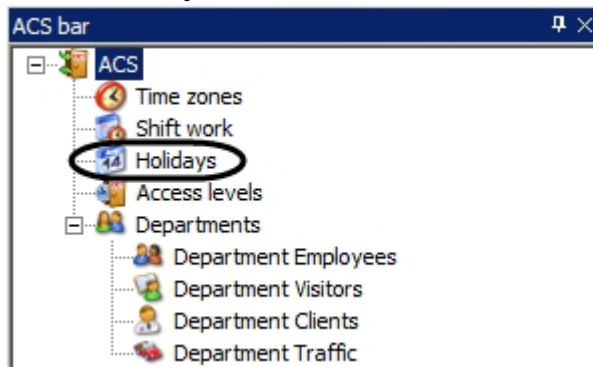 ACS bar
ACS
Time zones
Shift work
Holidays
Access levels
Departments
Department Employees
Department Visitors
Department Clients
Department Traffic